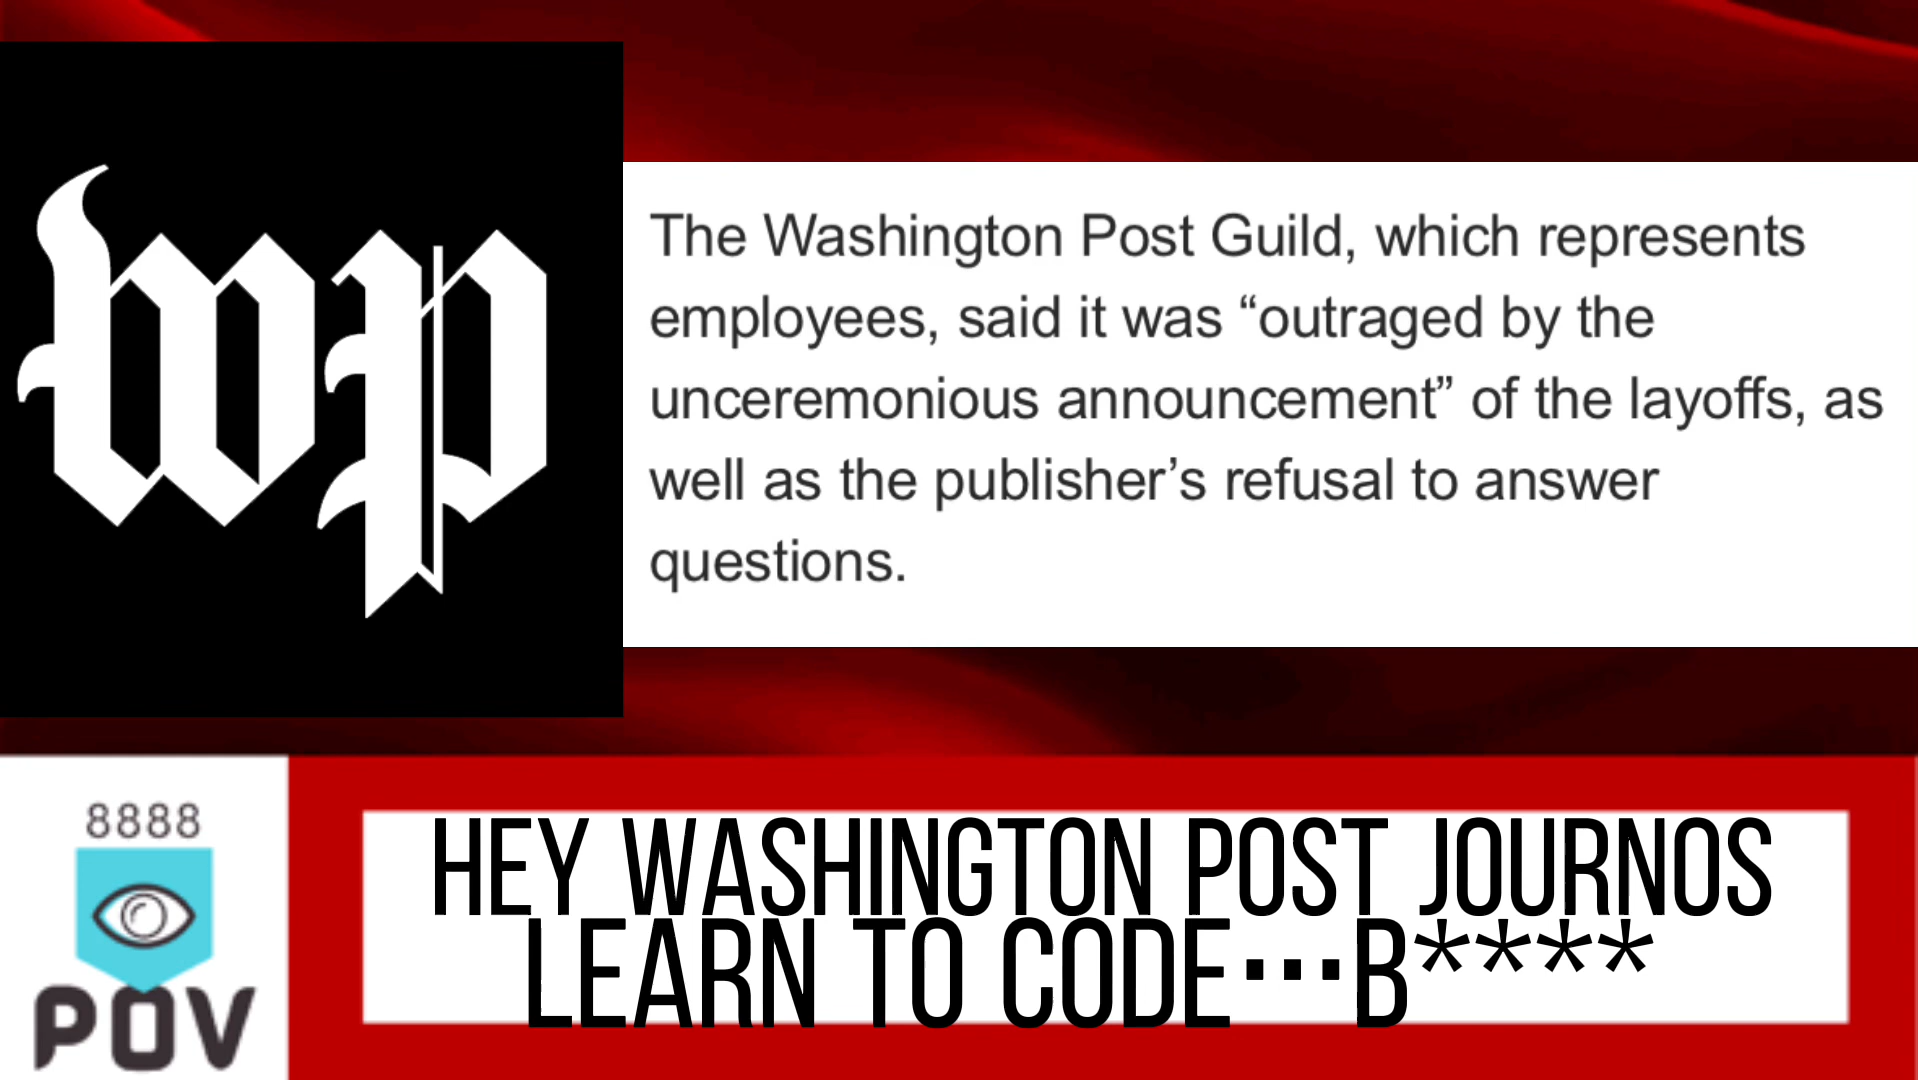 wp
The Washington Post Guild, which represents
employees, said it was “outraged by the
unceremonious announcement” of the layoffs, as
well as the publisher’s refusal to answer
questions.
8888
POV
HEY WASHINGTON POST JOURNOS
LEARN TO CODE...B****